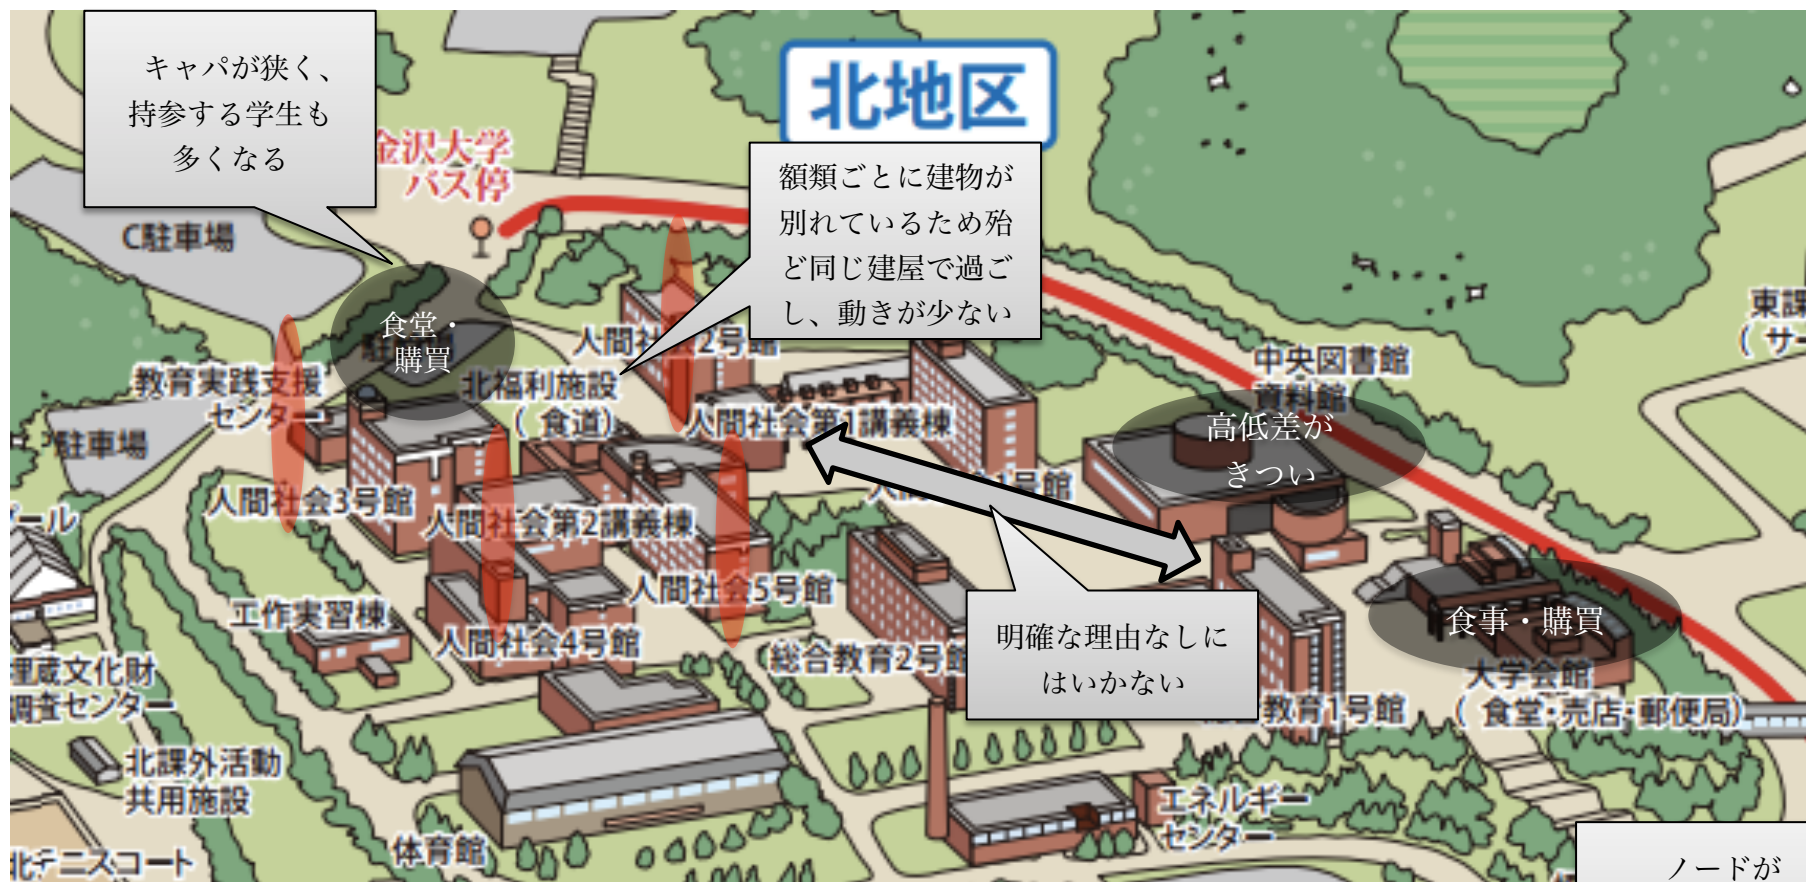 キャパが狭く、
持参する学生も
多くなる
北地区
金沢大学
バス停
額類ごとに建物が
別れているため殆
ど同じ建屋で過ご
し、動きが少ない
C駐車場
食堂・
購買
人間社会2号館
東課
(サー
中央図書館
資料館
教育実践支援
センター
北福利施設
(食道)
人間社会第1講義棟
高低差が
きつい
駐車場
人間社会3号館
人間社会第2講義棟
号館
ール
人間社会5号館
明確な理由なしに
はいかない
食事・購買
工作実習棟
人間社会4号館
総合教育2号館
大学会館
(食堂・売店・郵便局)
教育1号館
埋蔵文化財
調査センター
北課外活動
共用施設
エネルギー
センター
体育館
北テニスコート
ノードが